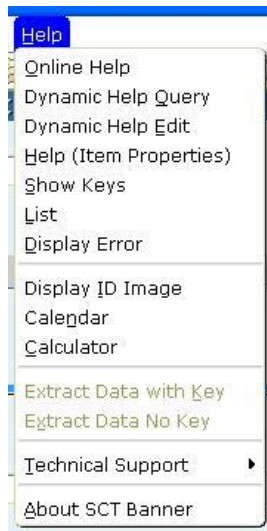 Help
Online Help
Dynamic Help Query
Dynamic Help Edit
Help (Item Properties)
Show Keys
List
Display Error
Display ID Image
Calendar
Calculator
Extract Data with Key
Extract Data No Key
Technical Support
About SCT Banner